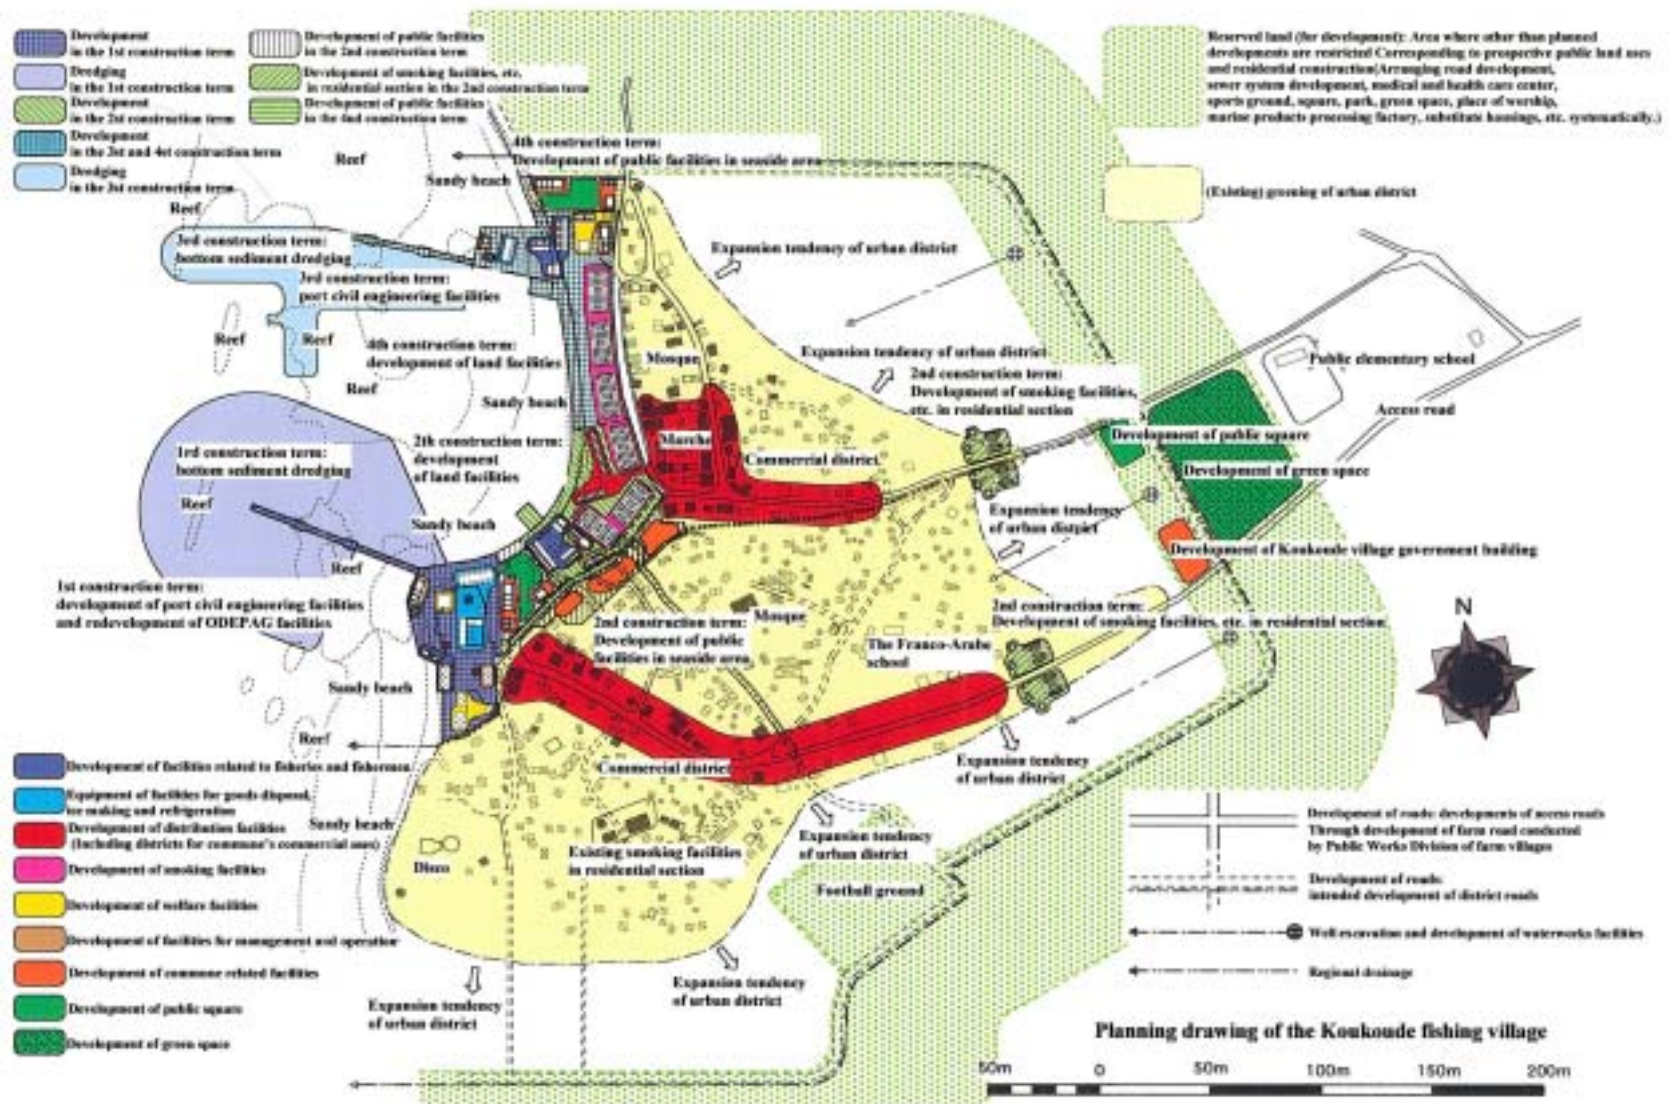 Development
in the 1st construction term
Dredging
in the 1st construction term
Development
in the 2st construction term
Development
in the 3st and 4st construction term
Dredging
in the 3st construction term
Development of public facilities
in the 2nd construction term
Development of smoking facilities, etc.
in residential section in the 2nd construction term
Development of public facilities
in the
construction term
Reserved land (for development): Area where other than planned
developments are restricted Corresponding to prospective public land uses
and residential construction(Arranging road development,
sewer system development, medical and health care center,
sports ground, square, park, green space, place of worship,
marine products processing factory, substitute housings, etc. systematically.)
(Existing) greening of urban district
4th construction term:
Development of public facilities in seaside area
Reef
Sandy beach
Reef
3rd construction term:
bottom sediment dredging
3rd construction term:
port civil engineering facilities
Expansion tendency of urban district
Reef
Reef
4th construction term:
development of land facilities
Reef
Mosque
Expansion tendency of urban district
2nd construction term:
Development of smoking facilities,
etc. in residential section
Public elementary school
Access road
Sandy beach
Marche
Commercial district
Development of public square
Development of green space
1rd construction term:
bottom sediment dredging
Reef
2th construction term:
development
of land facilities
Sandy beach
Expansion tendency
of urban district
Development of Koukoude village government building
Reef
1st construction term:
development of port civil engineering facilities
and redevelopment of ODEPAG facilities
2nd construction term:
Development of public
facilities in seaside area
Mosque
2nd construction term:
Development of smoking facilities, etc. in residential section
The Franco-Arabe
school
N
Sandy beach
Reef
Commercial district
Expansion tendency
of urban district
Development of facilities related to fisheries and fishermen
Equipment of facilities for goods disposal,
ice making and refrigeration
Development of distribution facilities
(Including districts for commune's commercial uses)
Development of smoking facilities
Development of welfare facilities
Development of facilities for management and operation
Development of commune related facilities
Development of public square
Development of green space
Sandy beach
Disco
Existing smoking facilities
in residential section
Expansion tendency
of urban district
Football ground
Expansion tendency
of urban district
Expansion tendency
of urban district
Development of roads: developments of access roads
Through development of farm road conducted
by Public Works Division of farm villages
Development of roads:
intended development of district roads
Well excavation and development of waterworks facilities
Regional drainage
Planning drawing of the Koukoude fishing village
50m
0
50m
100m
150m
200m